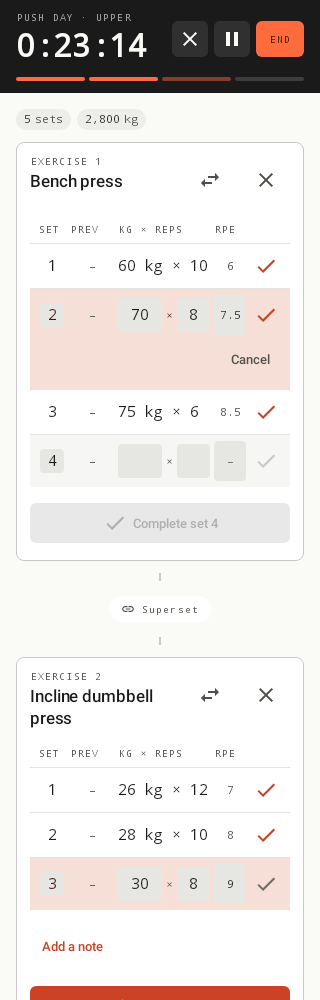 PUSH DAY · UPPER
0:23:14
END
5 sets 2,800 kg
EXERCISE 1
Bench press
SET PREV KG × REPS RPE
1 – 60 kg × 10 6
2 – 70 × 8 7.5
Cancel
3 – 75 kg × 6 8.5
4 – × –
Complete set 4
Superset
EXERCISE 2
Incline dumbbell
press
SET PREV KG × REPS RPE
1 – 26 kg × 12 7
2 – 28 kg × 10 8
3 – 30 × 8 9
Add a note